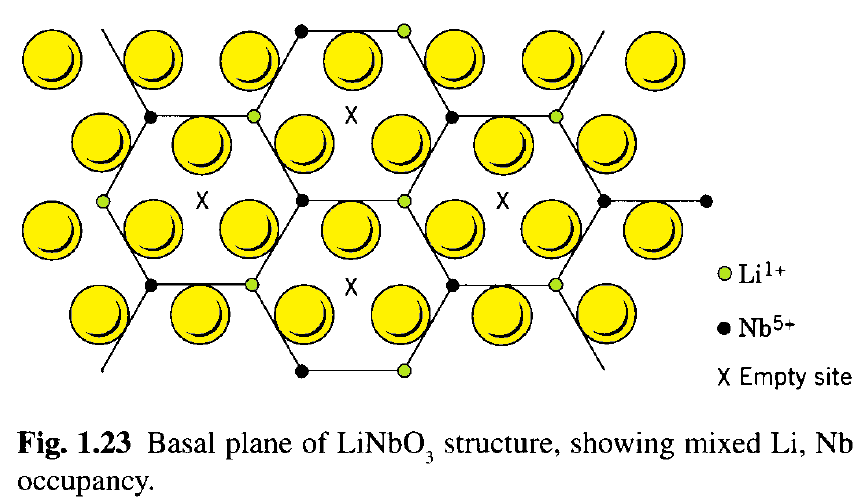 X
X
X
X
Li¹⁺
Nb⁵⁺
X Empty site
Fig. 1.23 Basal plane of LiNbO₃ structure, showing mixed Li, Nb
occupancy.